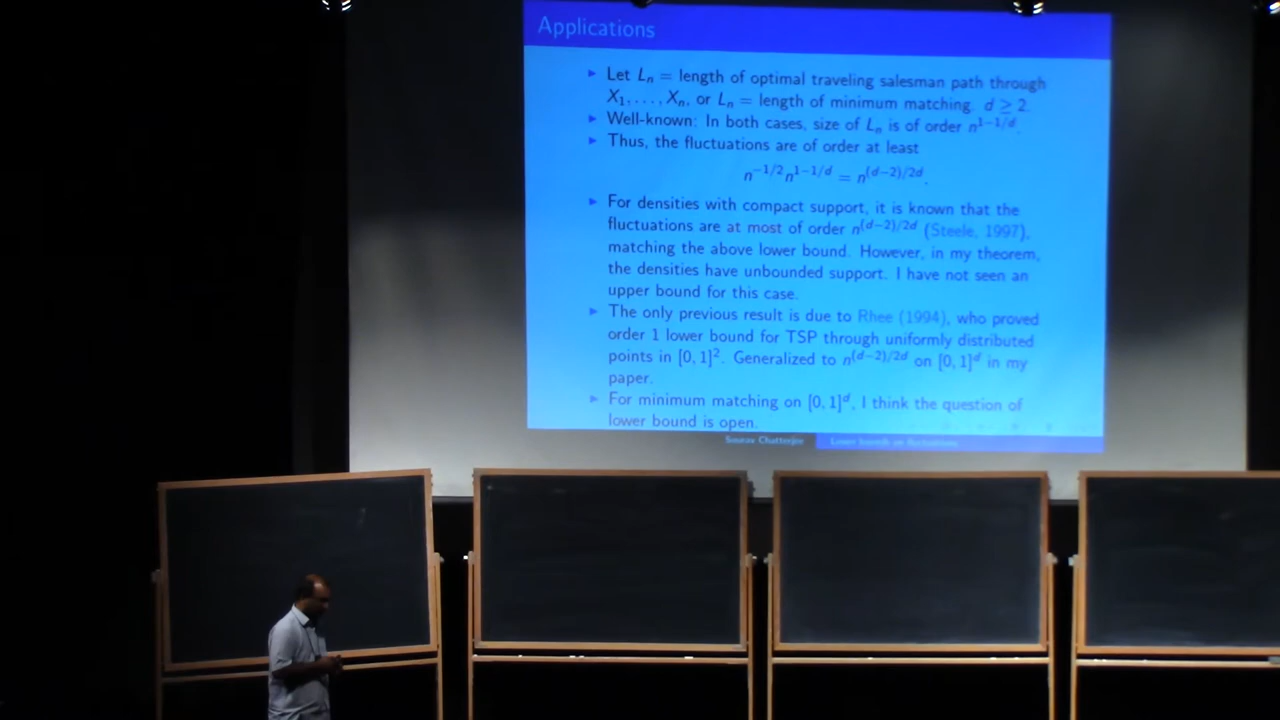 Applications
▶ Let Lₙ = length of optimal traveling salesman path through
X₁, . . . , Xₙ, or Lₙ = length of minimum matching. d ≥ 2.
▶ Well-known: In both cases, size of Lₙ is of order n^{1−1/d}.
▶ Thus, the fluctuations are of order at least
n^{−1/2}n^{1−1/d} = n^{(d−2)/2d}.
▶ For densities with compact support, it is known that the
fluctuations are at most of order n^{(d−2)/2d} (Steele, 1997),
matching the above lower bound. However, in my theorem,
the densities have unbounded support. I have not seen an
upper bound for this case.
▶ The only previous result is due to Rhee (1994), who proved
order 1 lower bound for TSP through uniformly distributed
points in [0, 1]². Generalized to n^{(d−2)/2d} on [0, 1]^d in my
paper.
▶ For minimum matching on [0, 1]^d, I think the question of
lower bound is open.
Sourav Chatterjee Lower bounds on fluctuations